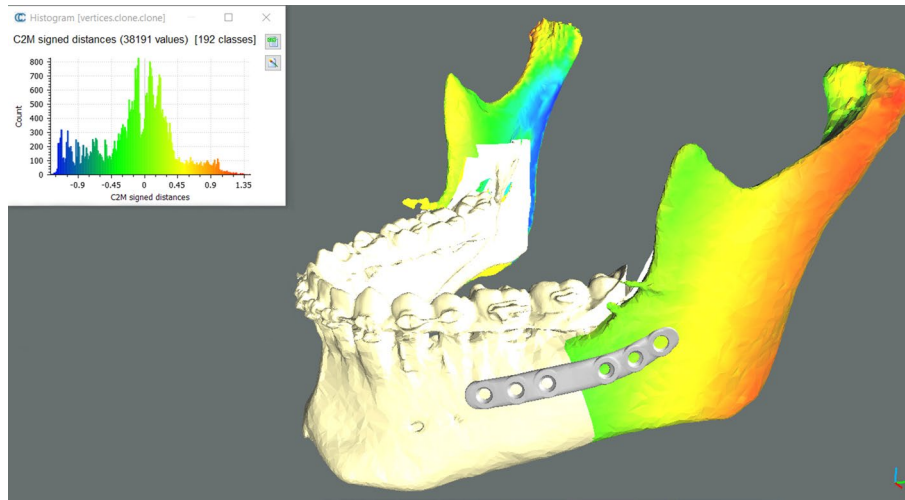 Histogram [vertices.clone.clone]
C2M signed distances (38191 values) [192 classes]
800
700
600
500
400
300
200
100
0
Count
-0.9 -0.45 0 0.45 0.9 1.35
C2M signed distances